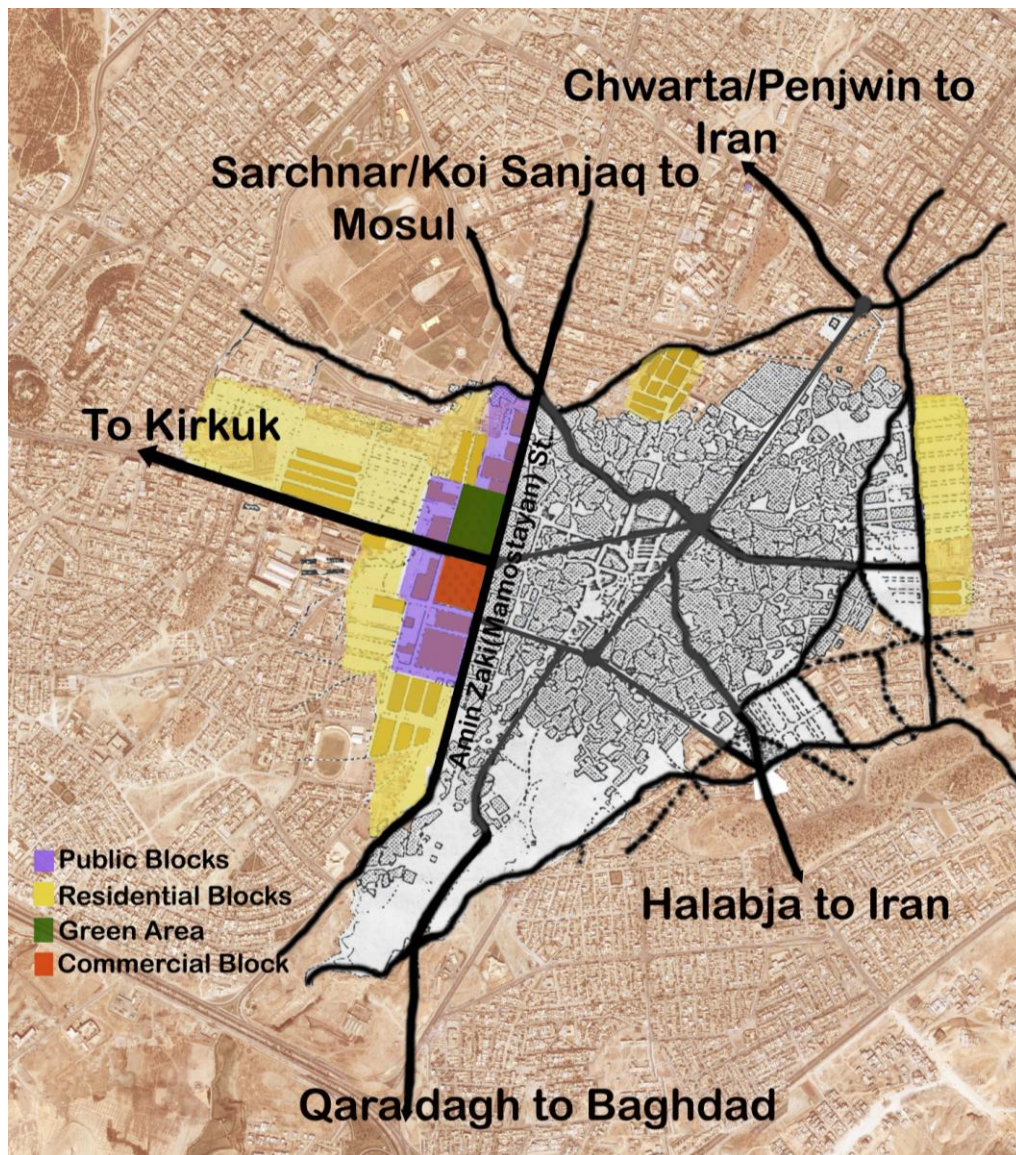 Chwarta/Penjwin to
Iran
Sarchnar/Koi Sanjaq to
Mosul
To Kirkuk
Amin Zaki(Mamostayan) St.
Public Blocks
Residential Blocks
Green Area
Commercial Block
Halabja to Iran
Qaradagh to Baghdad